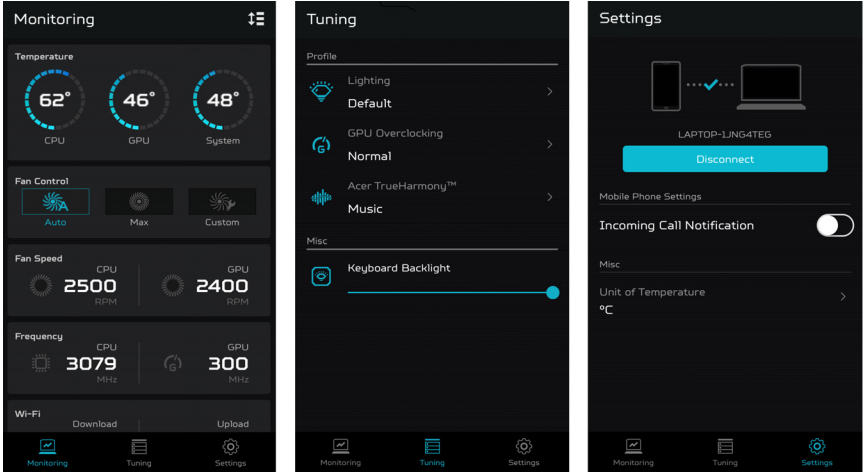 Monitoring
Temperature
62°
46°
48°
CPU
GPU
System
Fan Control
Auto
Max
Custom
Fan Speed
CPU
2500
RPM
GPU
2400
RPM
Frequency
CPU
3079
MHz
GPU
300
MHz
Wi-Fi
Download
Upload
Monitoring
Tuning
Settings
Tuning
Profile
Lighting
Default
GPU Overclocking
Normal
Acer TrueHarmony™
Music
Misc
Keyboard Backlight
Monitoring
Tuning
Settings
Settings
LAPTOP-1JNG4TEG
Disconnect
Mobile Phone Settings
Incoming Call Notification
Misc
Unit of Temperature
°C
Monitoring
Tuning
Settings